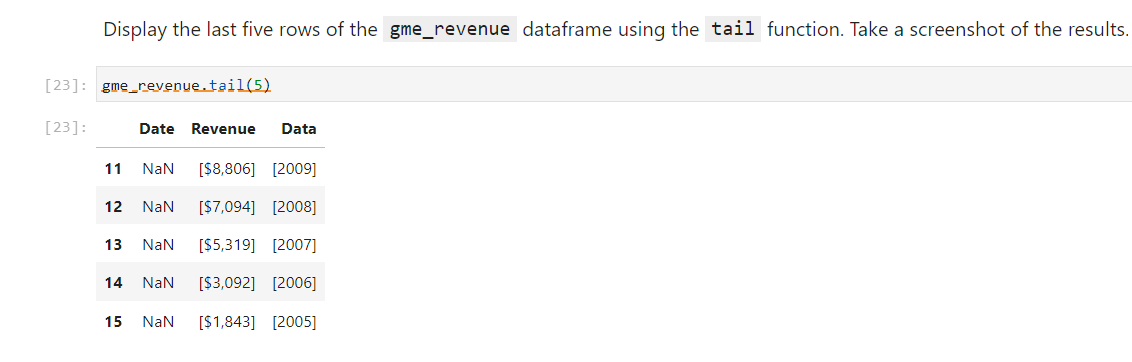 Display the last five rows of the gme_revenue dataframe using the tail function. Take a screenshot of the results.
[23]: gme_revenue.tail(5)
[23]: Date Revenue Data
11 NaN [$8,806] [2009]
12 NaN [$7,094] [2008]
13 NaN [$5,319] [2007]
14 NaN [$3,092] [2006]
15 NaN [$1,843] [2005]